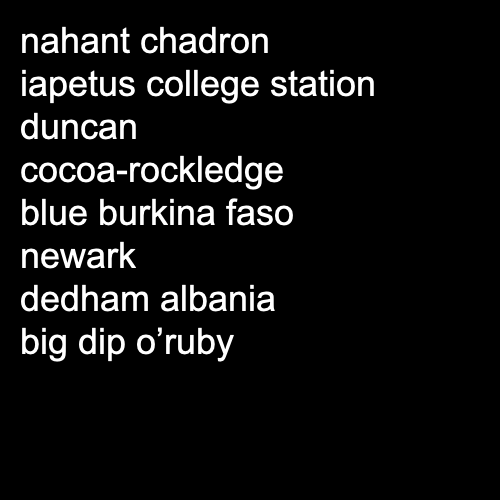 nahant chadron
iapetus college station
duncan
cocoa-rockledge
blue burkina faso
newark
dedham albania
big dip o’ruby